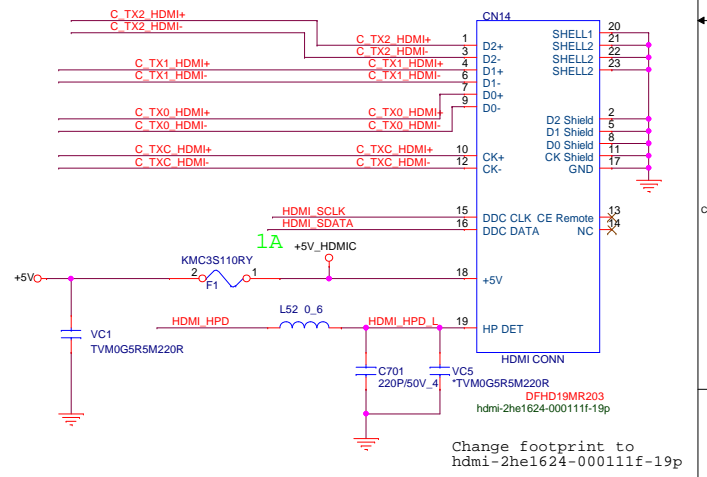 CN14
C_TX2_HDMI+
C_TX2_HDMI-
C_TX2_HDMI+
C_TX2_HDMI-
C_TX1_HDMI+
C_TX1_HDMI-
C_TX1_HDMI+
C_TX1_HDMI-
C_TX0_HDMI+
C_TX0_HDMI-
C_TX0_HDMI+
C_TX0_HDMI-
C_TXC_HDMI+
C_TXC_HDMI-
C_TXC_HDMI+
C_TXC_HDMI-
1 D2+
3 D2-
4 D1+
6 D1-
7 D0+
9 D0-
10 CK+
12 CK-
SHELL1 20
SHELL2 21
SHELL2 22
SHELL2 23
D2 Shield 2
D1 Shield 5
D0 Shield 8
CK Shield 11
GND 17
C
HDMI_SCLK 15 DDC CLK
HDMI_SDATA 16 DDC DATA
CE Remote 13
NC 14
1A
+5V_HDMIC
KMC3S110RY
+5V
2 1
F1
18 +5V
L52 0_6
HDMI_HPD
HDMI_HPD_L
19 HP DET
VC1
TVM0G5R5M220R
C701
220P/50V_4
VC5
*TVM0G5R5M220R
HDMI CONN
DFHD19MR203
hdmi-2he1624-000111f-19p
Change footprint to
hdmi-2he1624-000111f-19p